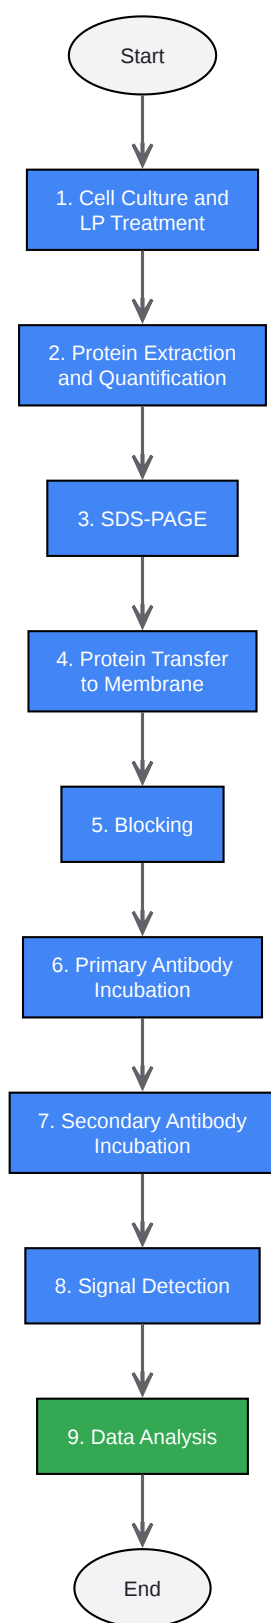 Start
1. Cell Culture and
LP Treatment
2. Protein Extraction
and Quantification
3. SDS-PAGE
4. Protein Transfer
to Membrane
5. Blocking
6. Primary Antibody
Incubation
7. Secondary Antibody
Incubation
8. Signal Detection
9. Data Analysis
End